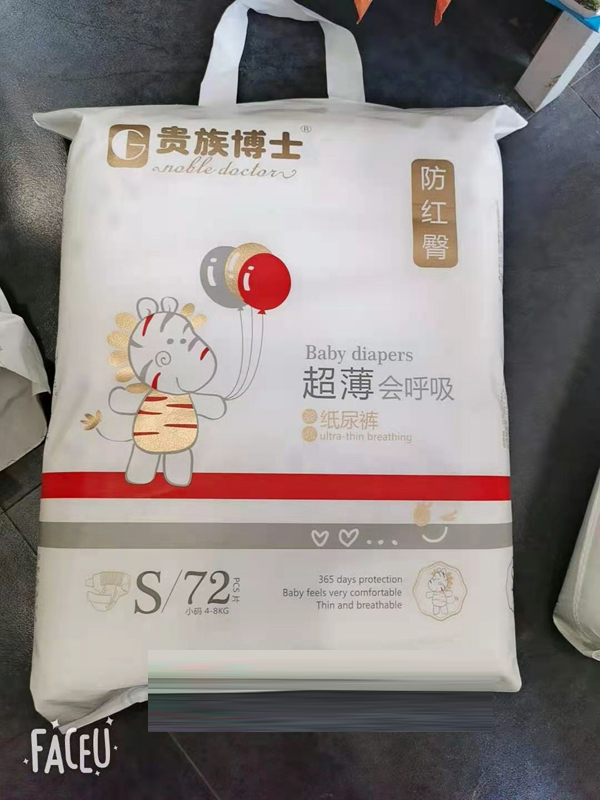 G 贵族博士®
noble doctor
防红臀
Baby diapers
超薄会呼吸
纸尿裤
ultra-thin breathing
S/72 PCS 片
小码 4-8KG
365 days protection
Baby feels very comfortable
Thin and breathable
FACEU